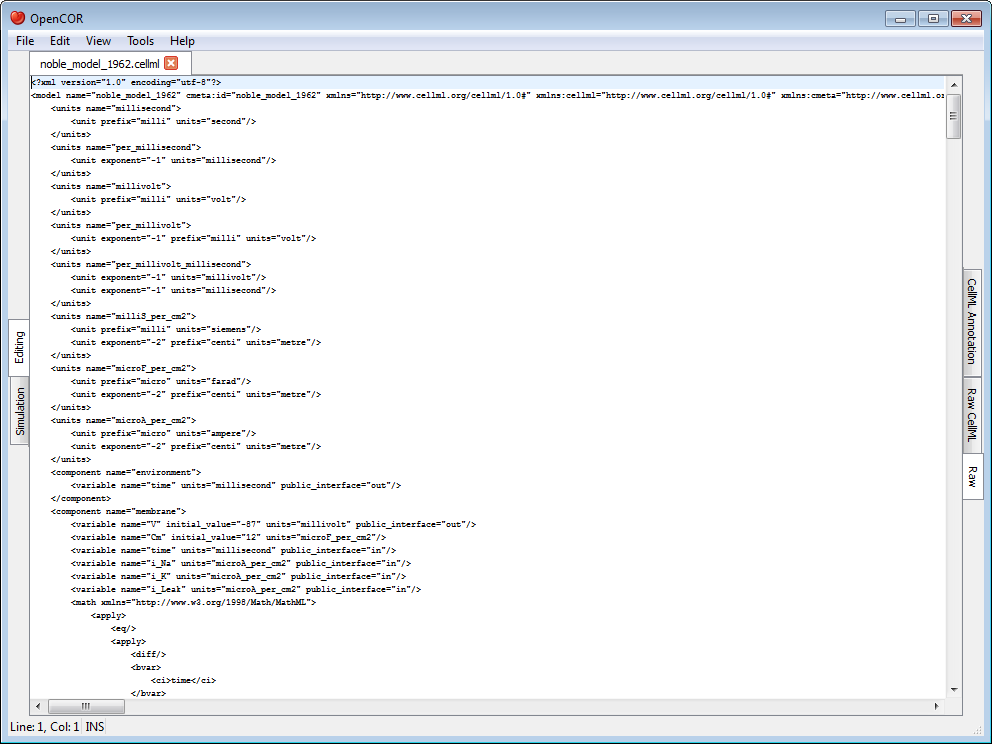 OpenCOR
File Edit View Tools Help
noble_model_1962.cellml
<?xml version="1.0" encoding="utf-8"?>
<model name="noble_model_1962" cmeta:id="noble_model_1962" xmlns="http://www.cellml.org/cellml/1.0#" xmlns:cellml="http://www.cellml.org/cellml/1.0#" xmlns:cmeta="http://www.cellml.o
<units name="millisecond">
<unit prefix="milli" units="second"/>
</units>
<units name="per_millisecond">
<unit exponent="-1" units="millisecond"/>
</units>
<units name="millivolt">
<unit prefix="milli" units="volt"/>
</units>
<units name="per_millivolt">
<unit exponent="-1" prefix="milli" units="volt"/>
</units>
<units name="per_millivolt_millisecond">
<unit exponent="-1" units="millivolt"/>
<unit exponent="-1" units="millisecond"/>
</units>
<units name="milliS_per_cm2">
<unit prefix="milli" units="siemens"/>
<unit exponent="-2" prefix="centi" units="metre"/>
</units>
<units name="microF_per_cm2">
<unit prefix="micro" units="farad"/>
<unit exponent="-2" prefix="centi" units="metre"/>
</units>
<units name="microA_per_cm2">
<unit prefix="micro" units="ampere"/>
<unit exponent="-2" prefix="centi" units="metre"/>
</units>
<component name="environment">
<variable name="time" units="millisecond" public_interface="out"/>
</component>
<component name="membrane">
<variable name="V" initial_value="-87" units="millivolt" public_interface="out"/>
<variable name="Cm" initial_value="12" units="microF_per_cm2"/>
<variable name="time" units="millisecond" public_interface="in"/>
<variable name="i_Na" units="microA_per_cm2" public_interface="in"/>
<variable name="i_K" units="microA_per_cm2" public_interface="in"/>
<variable name="i_Leak" units="microA_per_cm2" public_interface="in"/>
<math xmlns="http://www.w3.org/1998/Math/MathML">
<apply>
<eq/>
<apply>
<diff/>
<bvar>
<ci>time</ci>
</bvar>
Editing
Simulation
CellML Annotation
Raw CellML
Raw
Line: 1, Col: 1 INS